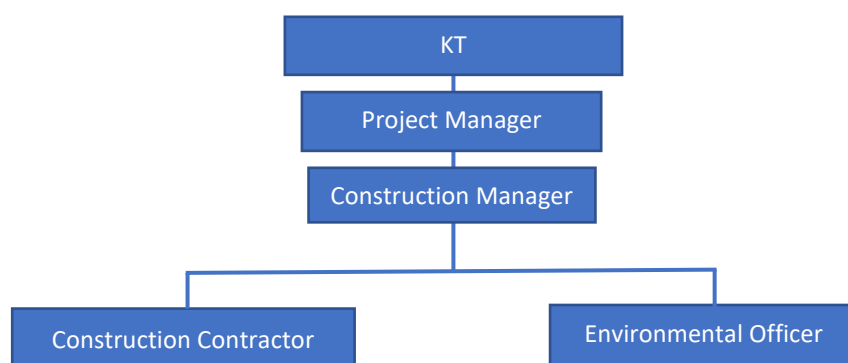 KT
Project Manager
Construction Manager
Construction Contractor
Environmental Officer